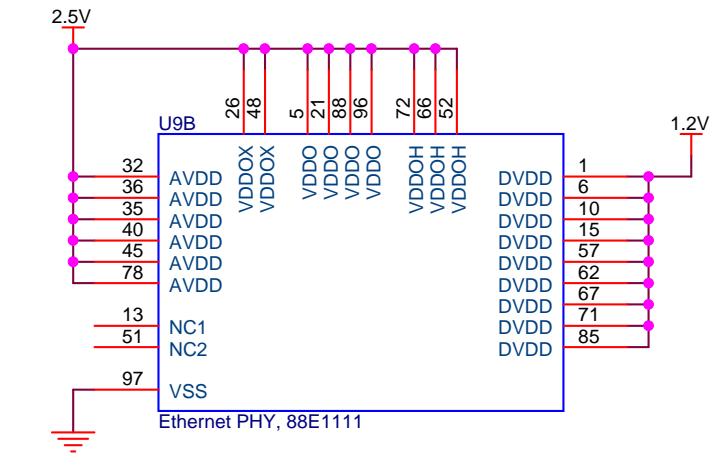 2.5V
26 48 5 21 88 96 72 66 52
U9B
1.2V
VDDOX VDDOX VDDO VDDO VDDO VDDO VDDOH VDDOH VDDOH
32 AVDD DVDD 1
36 AVDD DVDD 6
35 AVDD DVDD 10
40 AVDD DVDD 15
45 AVDD DVDD 57
78 AVDD DVDD 62
DVDD 67
13 NC1 DVDD 71
51 NC2 DVDD 85
97 VSS
Ethernet PHY, 88E1111